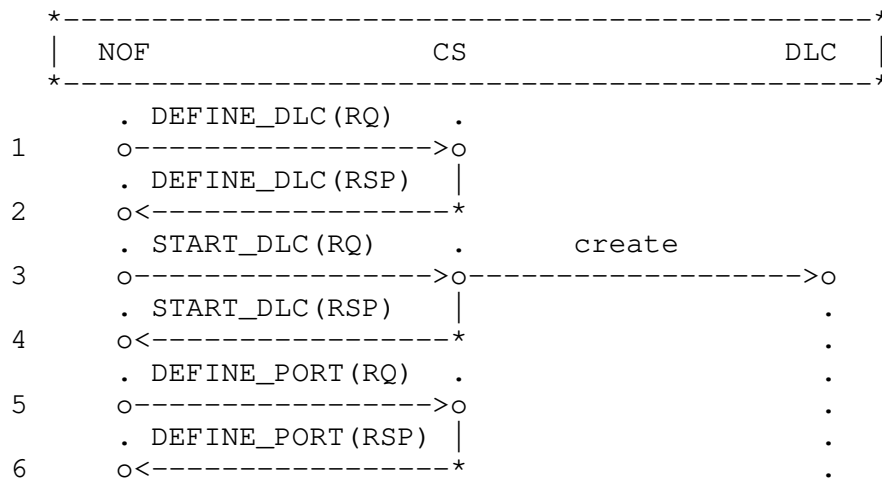 *----------------------------------------------*
| NOF CS DLC |
*----------------------------------------------*
. DEFINE_DLC(RQ) .
1 o----------------->o
. DEFINE_DLC(RSP) |
2 o<-----------------*
. START_DLC(RQ) . create
3 o----------------->o------------------->o
. START_DLC(RSP) | .
4 o<-----------------* .
. DEFINE_PORT(RQ) . .
5 o----------------->o .
. DEFINE_PORT(RSP) | .
6 o<-----------------* .